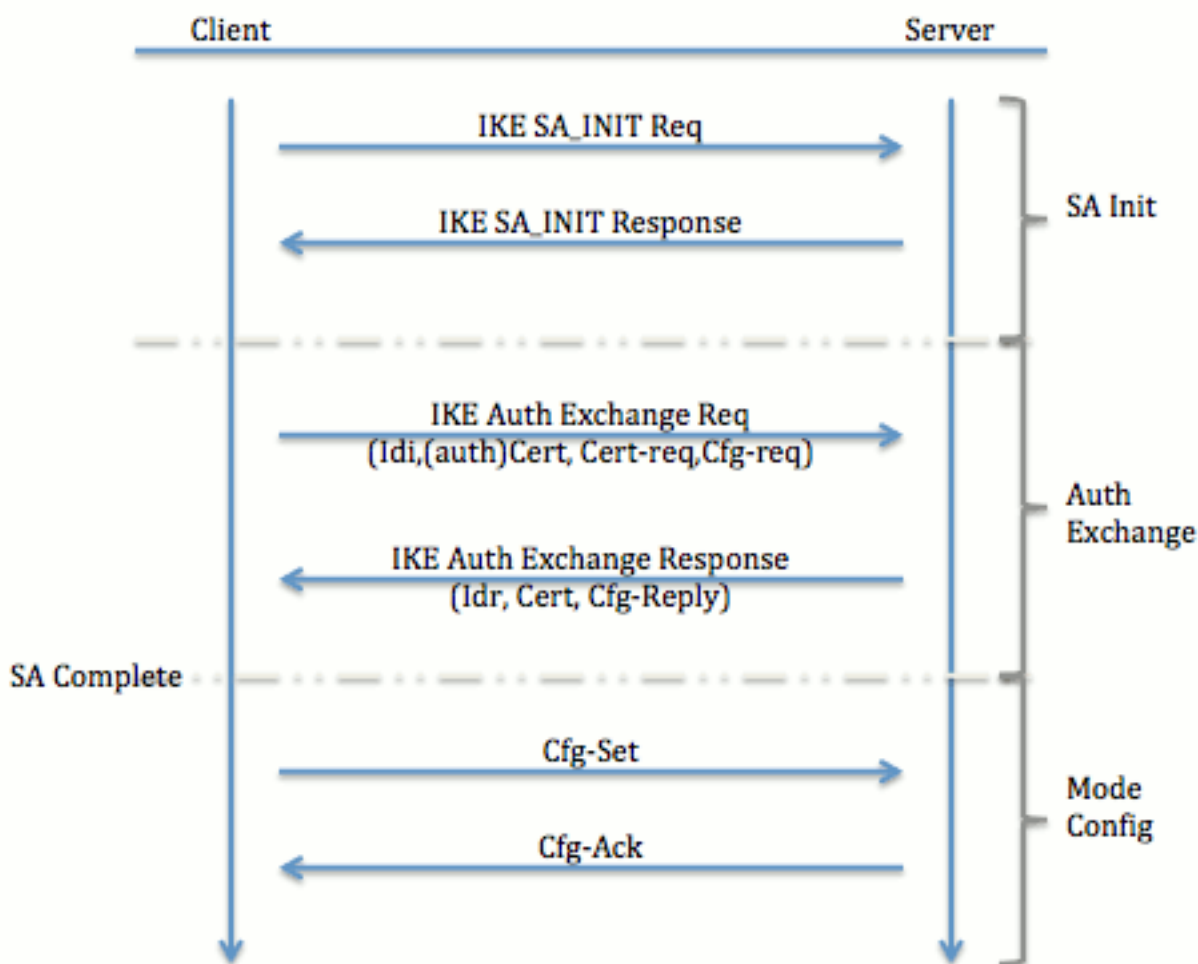 Client
Server
IKE SA_INIT Req
IKE SA_INIT Response
SA Init
IKE Auth Exchange Req
(Idi,(auth)Cert, Cert-req,Cfg-req)
Auth
Exchange
IKE Auth Exchange Response
(Idr, Cert, Cfg-Reply)
SA Complete
Cfg-Set
Mode
Config
Cfg-Ack